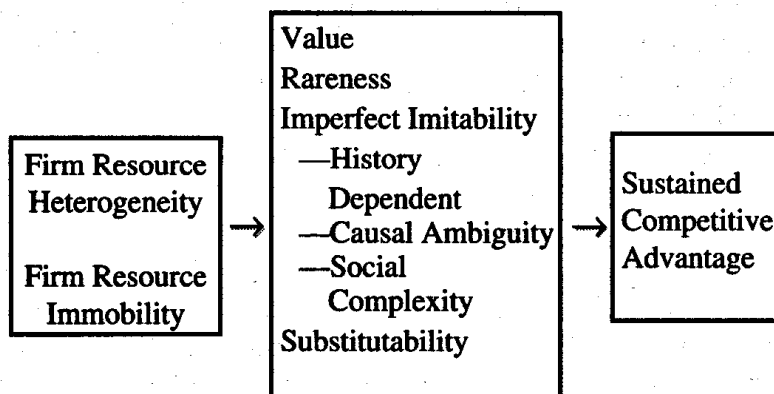 Firm Resource
Heterogeneity
Firm Resource
Immobility
Value
Rareness
Imperfect Imitability
—History
Dependent
—Causal Ambiguity
—Social
Complexity
Substitutability
Sustained
Competitive
Advantage